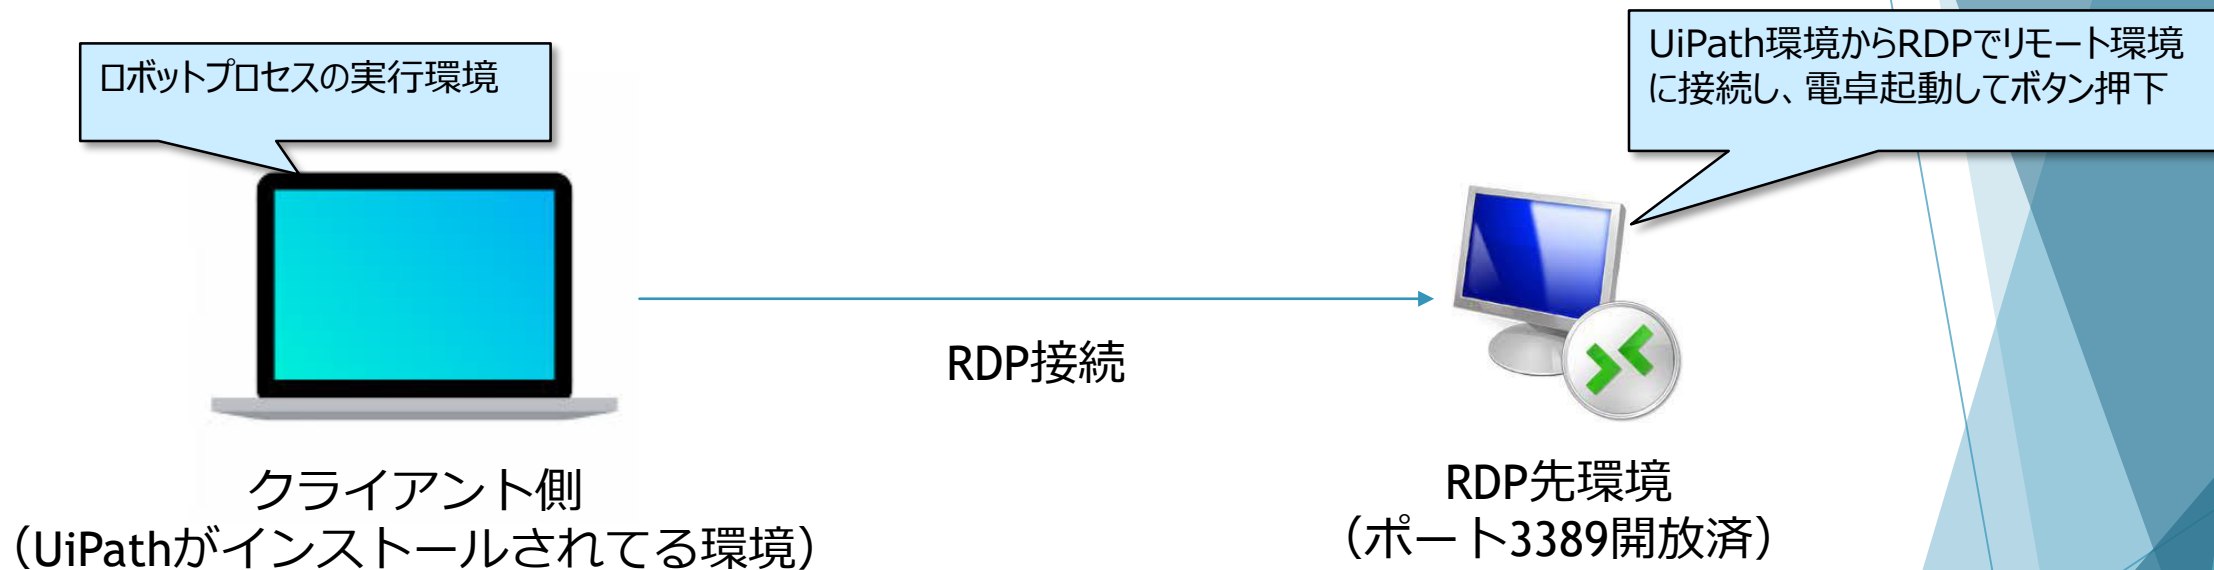 ロボットプロセスの実行環境
UiPath環境からRDPでリモート環境
に接続し、電卓起動してボタン押下
RDP接続
クライアント側
（UiPathがインストールされてる環境）
RDP先環境
（ポート3389開放済）